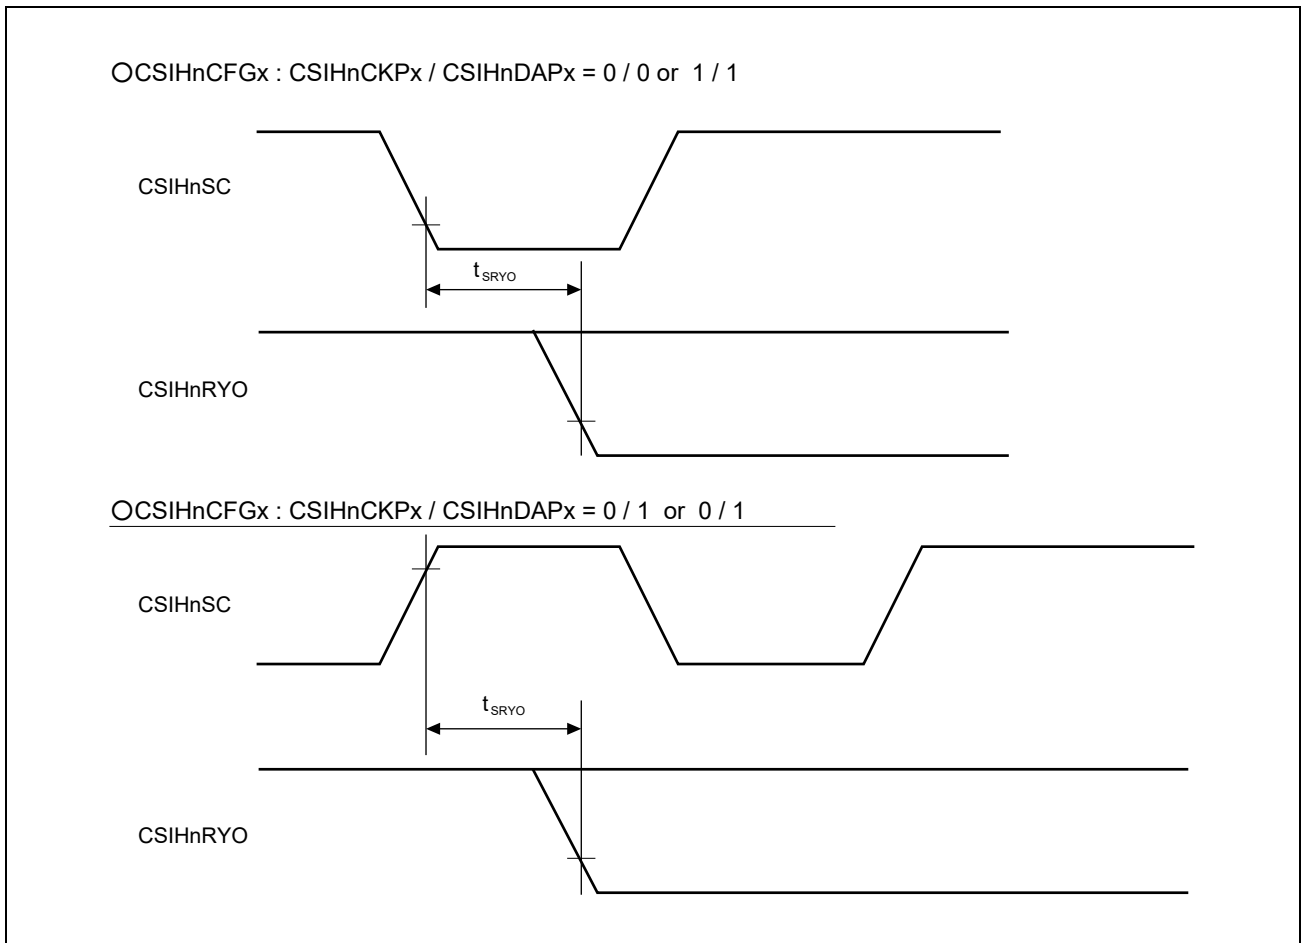 ○CSIHnCFGx : CSIHnCKPx / CSIHnDAPx = 0 / 0 or 1 / 1
CSIHnSC
tSRYO
CSIHnRYO
○CSIHnCFGx : CSIHnCKPx / CSIHnDAPx = 0 / 1 or 0 / 1
CSIHnSC
tSRYO
CSIHnRYO